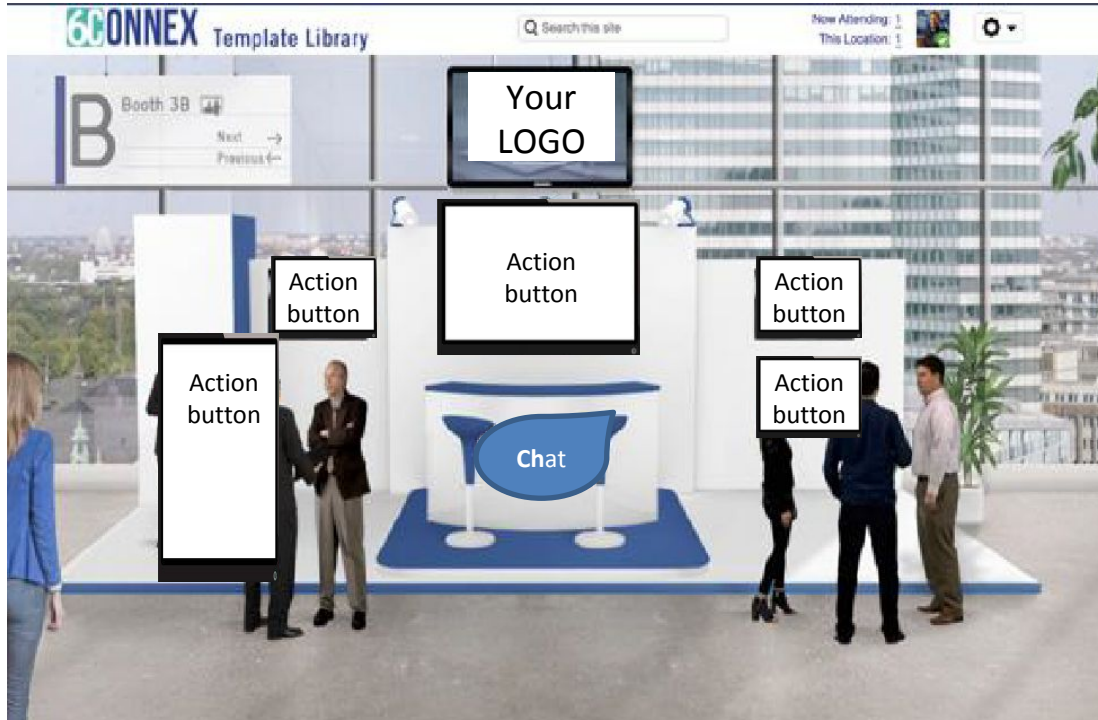 6CONNEX Template Library
Search this site
Now Attending: 1
This Location: 1
B
Booth 3B
Next →
Previous ←
Your
LOGO
Action
button
Action
button
Action
button
Action
button
Action
button
Chat